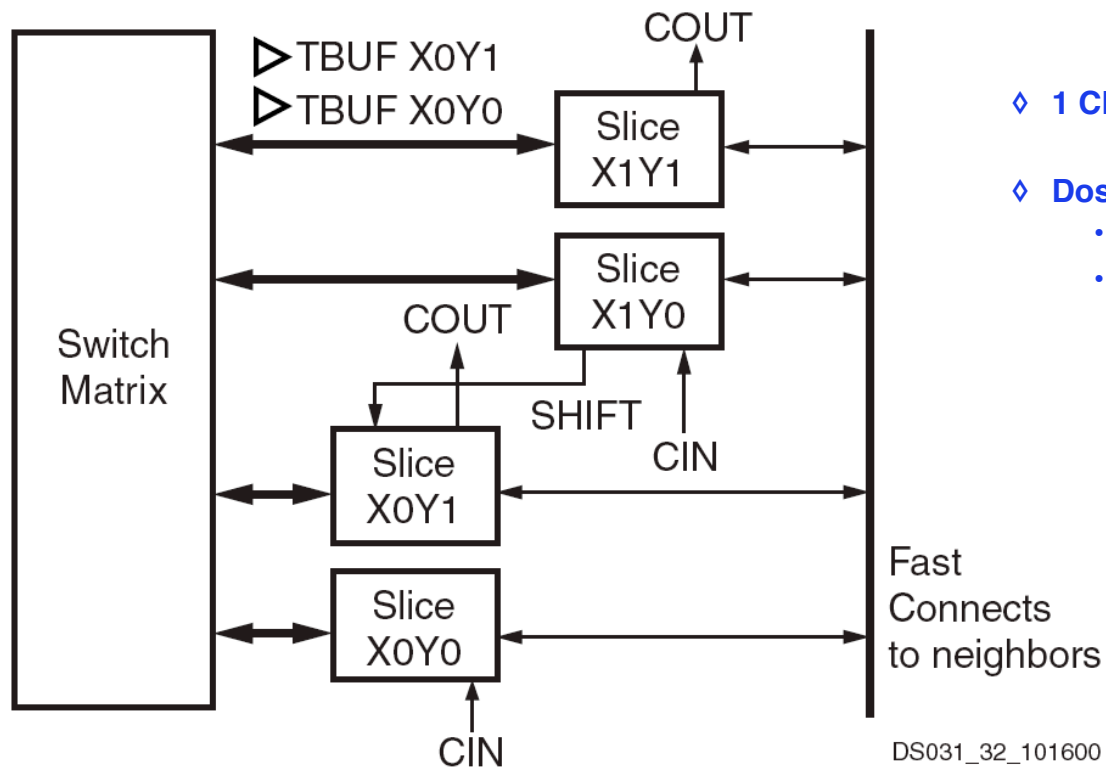 COUT
TBUF X0Y1
TBUF X0Y0
Slice
X1Y1
Slice
X1Y0
COUT
Switch
Matrix
SHIFT
CIN
Slice
X0Y1
Fast
Connects
to neighbors
Slice
X0Y0
CIN
DS031_32_101600
◊ 1
◊
•
•